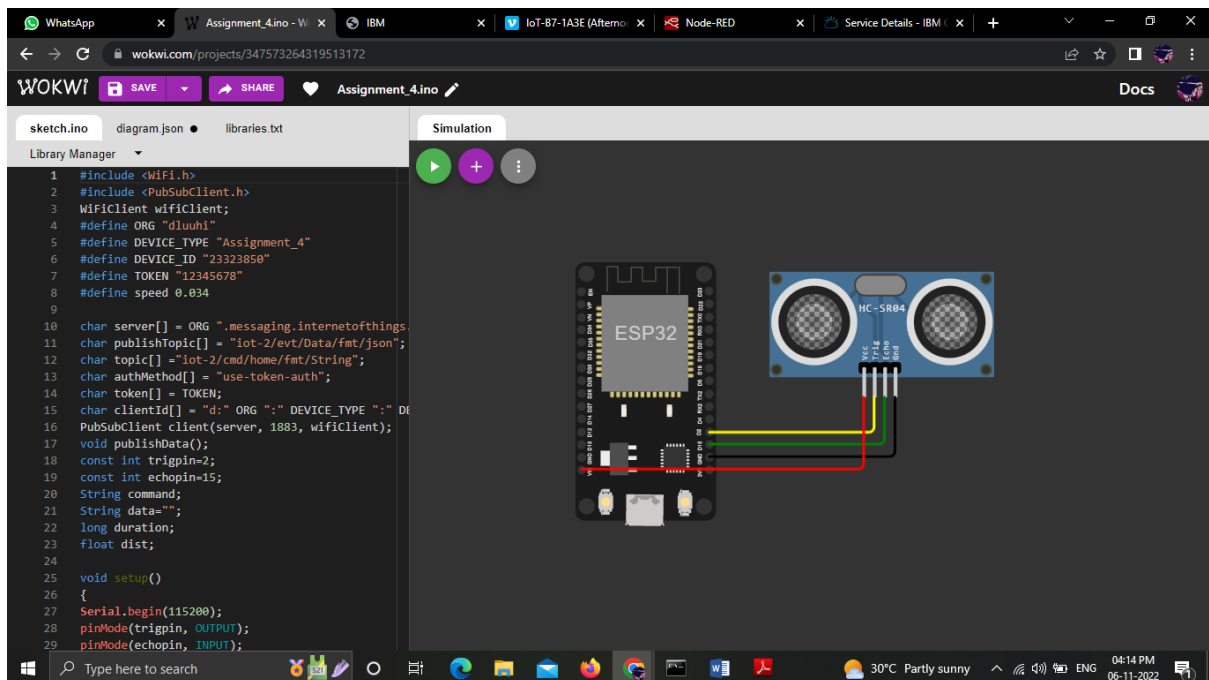 WhatsApp
Assignment_4.ino - W
IBM
IoT-B7-1A3E (Afterno
Node-RED
Service Details - IBM
wokwi.com/projects/347573264319513172
WOKWI
SAVE
SHARE
Assignment_4.ino
Docs
sketch.ino
diagram.json
libraries.txt
Simulation
Library Manager
1 #include <WiFi.h>
2 #include <PubSubClient.h>
3 WiFiClient wifiClient;
4 #define ORG "dluuhi"
5 #define DEVICE_TYPE "Assignment_4"
6 #define DEVICE_ID "23323850"
7 #define TOKEN "12345678"
8 #define speed 0.034
9
10 char server[] = ORG ".messaging.internetofthings.
11 char publishTopic[] = "iot-2/evt/Data/fmt/json";
12 char topic[] ="iot-2/cmd/home/fmt/String";
13 char authMethod[] = "use-token-auth";
14 char token[] = TOKEN;
15 char clientId[] = "d:" ORG ":" DEVICE_TYPE ":" DE
16 PubSubClient client(server, 1883, wifiClient);
17 void publishData();
18 const int trigpin=2;
19 const int echopin=15;
20 String command;
21 String data="";
22 long duration;
23 float dist;
24
25 void setup()
26 {
27 Serial.begin(115200);
28 pinMode(trigpin, OUTPUT);
29 pinMode(echopin, INPUT);
ESP32
HC-SR04
Vcc
Trig
Echo
Gnd
Type here to search
30°C Partly sunny
ENG
04:14 PM
06-11-2022